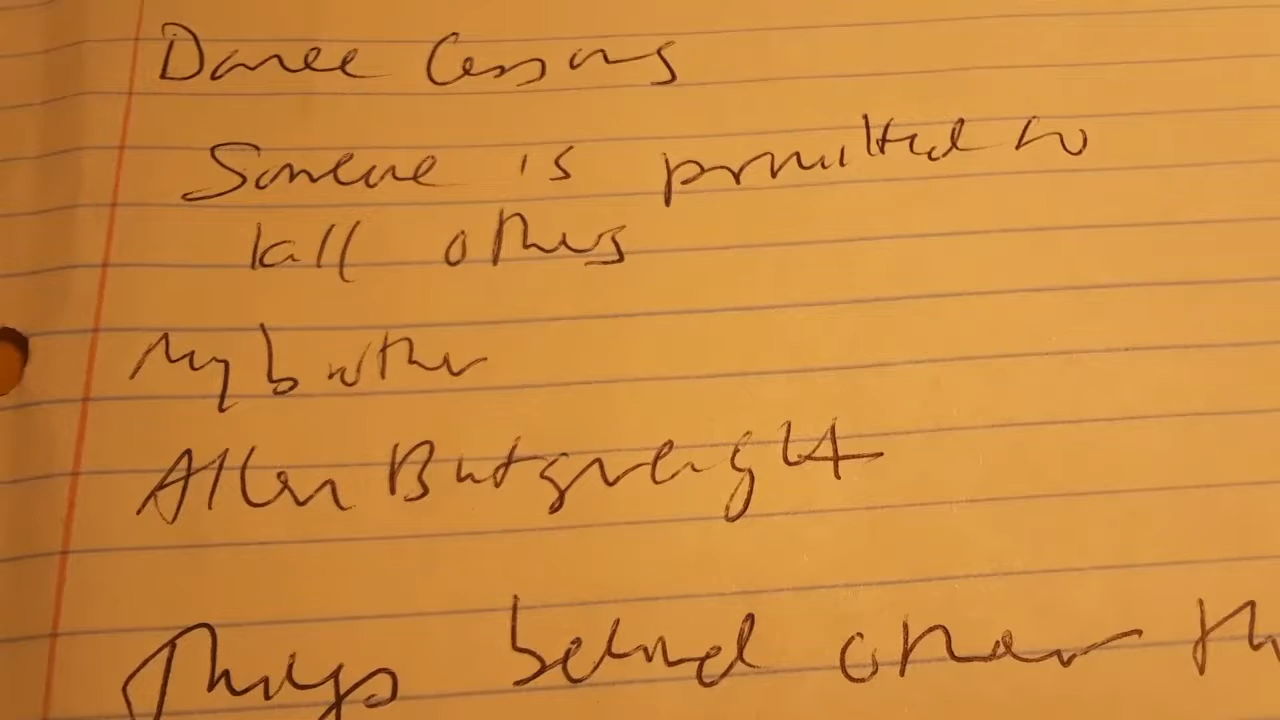 Dance Lessons
Someone is permitted to
kill others
My brother
Allen
Things behind other